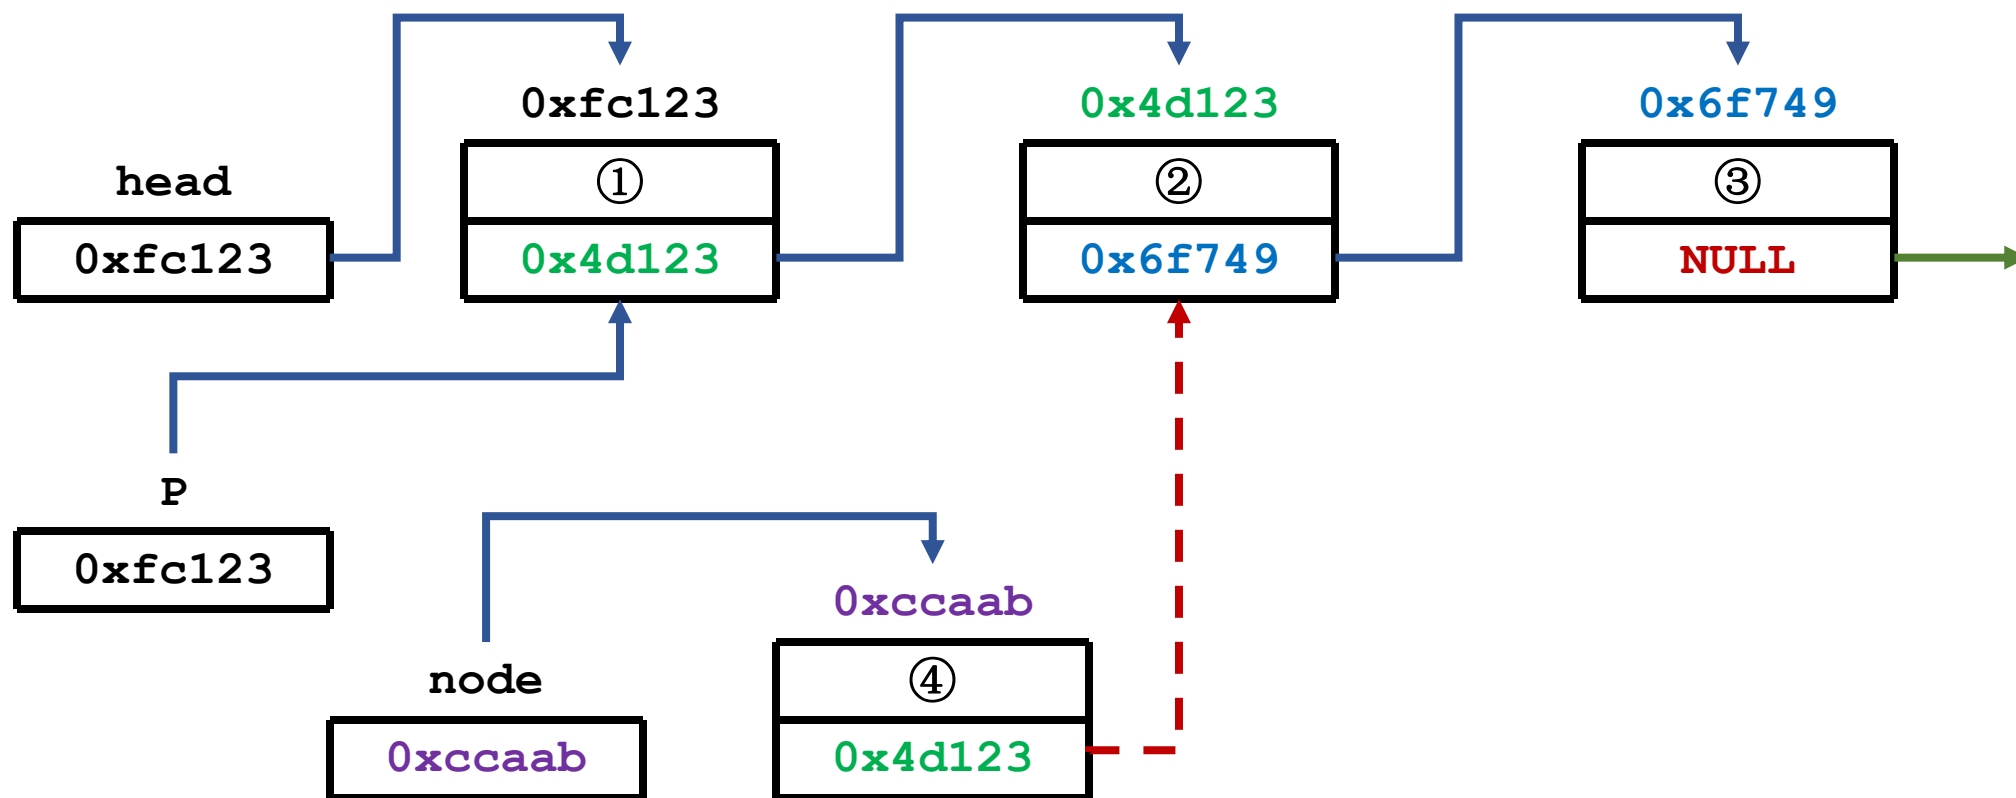 0xfc123 0x4d123 0x6f749
head ① ② ③
0xfc123 0x4d123 0x6f749 NULL
P
0xfc123
0xccaab
node ④
0xccaab 0x4d123